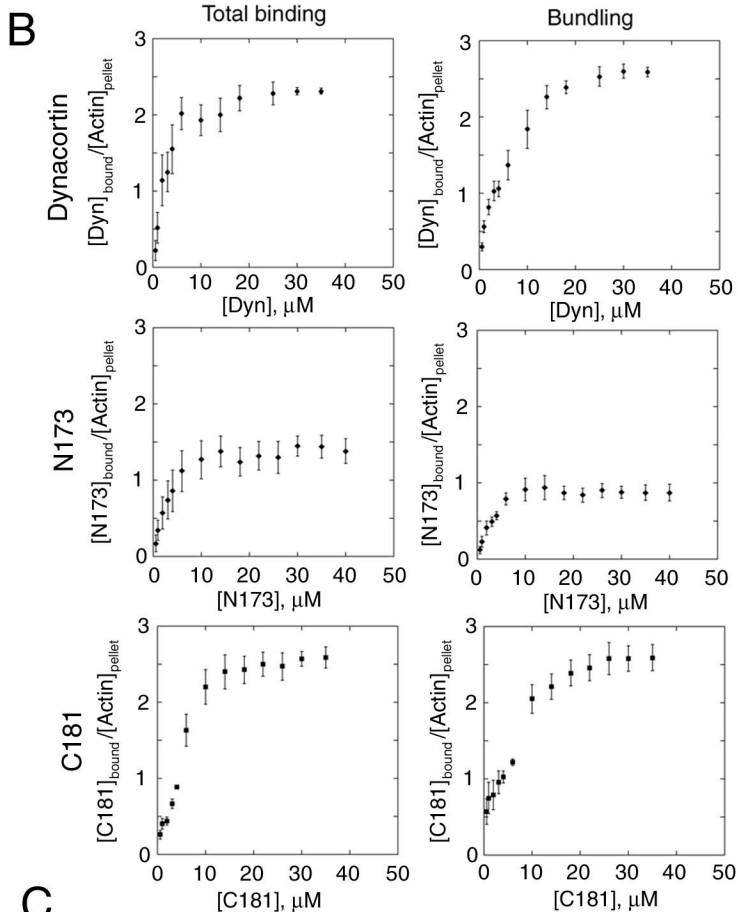 B
Total binding
Bundling
Dynacortin
[Dyn]bound/[Actin]pellet
3
2
1
0
0 10 20 30 40 50
[Dyn], μM
[Dyn]bound/[Actin]pellet
3
2
1
0
0 10 20 30 40 50
[Dyn], μM
N173
[N173]bound/[Actin]pellet
3
2
1
0
0 10 20 30 40 50
[N173], μM
[N173]bound/[Actin]pellet
3
2
1
0
0 10 20 30 40 50
[N173], μM
C181
[C181]bound/[Actin]pellet
3
2
1
0
0 10 20 30 40 50
[C181], μM
[C181]bound/[Actin]pellet
3
2
1
0
0 10 20 30 40 50
[C181], μM
C